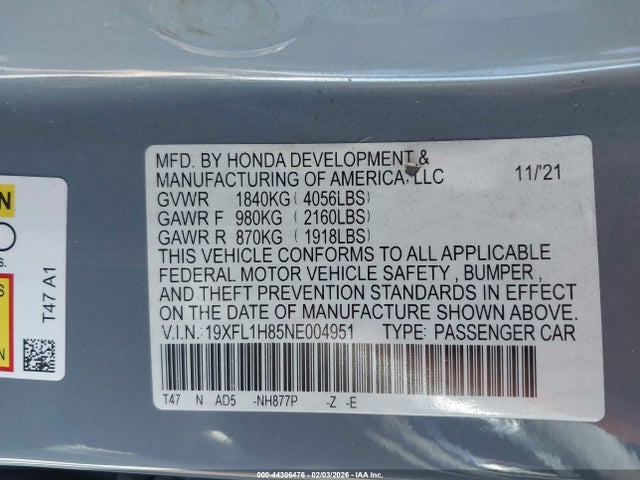 MFD. BY HONDA DEVELOPMENT &
MANUFACTURING OF AMERICA, LLC 11/'21
GVWR 1840KG ( 4056LBS)
GAWR F 980KG ( 2160LBS)
GAWR R 870KG ( 1918LBS)
THIS VEHICLE CONFORMS TO ALL APPLICABLE
FEDERAL MOTOR VEHICLE SAFETY , BUMPER ,
AND THEFT PREVENTION STANDARDS IN EFFECT
ON THE DATE OF MANUFACTURE SHOWN ABOVE.
V.I.N.: 19XFL1H85NE004951 TYPE: PASSENGER CAR
T47 N AD5 -NH877P -Z -E
N
S.
S
T47 A1
000-44306476 - 02/03/2026 - IAA Inc.